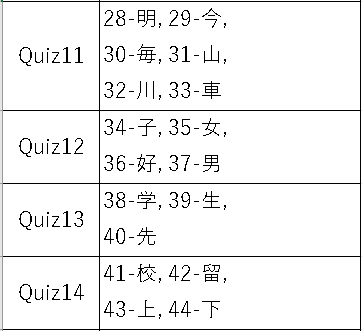 28-明, 29-今,
Quiz11
30-毎, 31-山,
32-川, 33-車
34-子, 35-女,
Quiz12
36-好, 37-男
38-学, 39-生,
Quiz13
40-先
41-校, 42-留,
Quiz14
43-上, 44-下